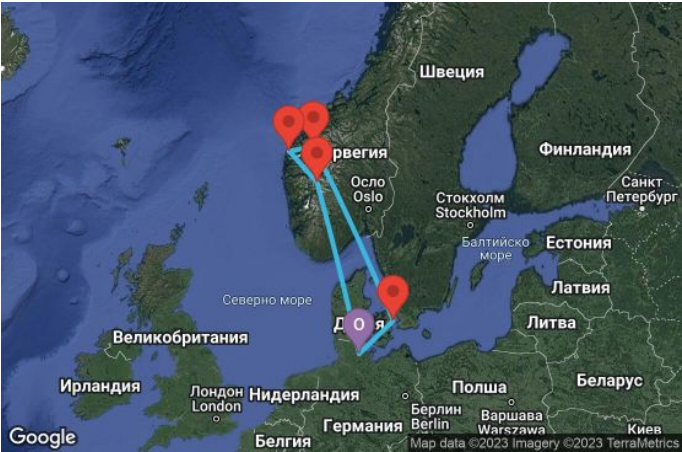 Швеция
Финландия
рвегия
Осло
Oslo
Санкт
Петербург
Стокхолм
Stockholm
Балтийско
море
Естония
Северно море
Латвия
О
Д
я
Литва
Великобритания
Ирландия
Лондон
London
Нидерландия
Полша
Беларус
Берлин
Berlin
Варшава
Warszawa
Германия
Киев
Белгия
Google
Map data ©2023 Imagery ©2023 TerraMetrics